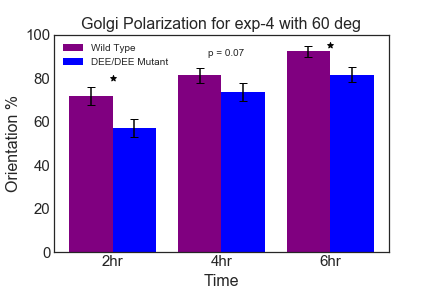 Golgi Polarization for exp-4 with 60 deg
Wild Type
DEE/DEE Mutant
p = 0.07
Orientation %
100
80
60
40
20
0
2hr
4hr
6hr
Time